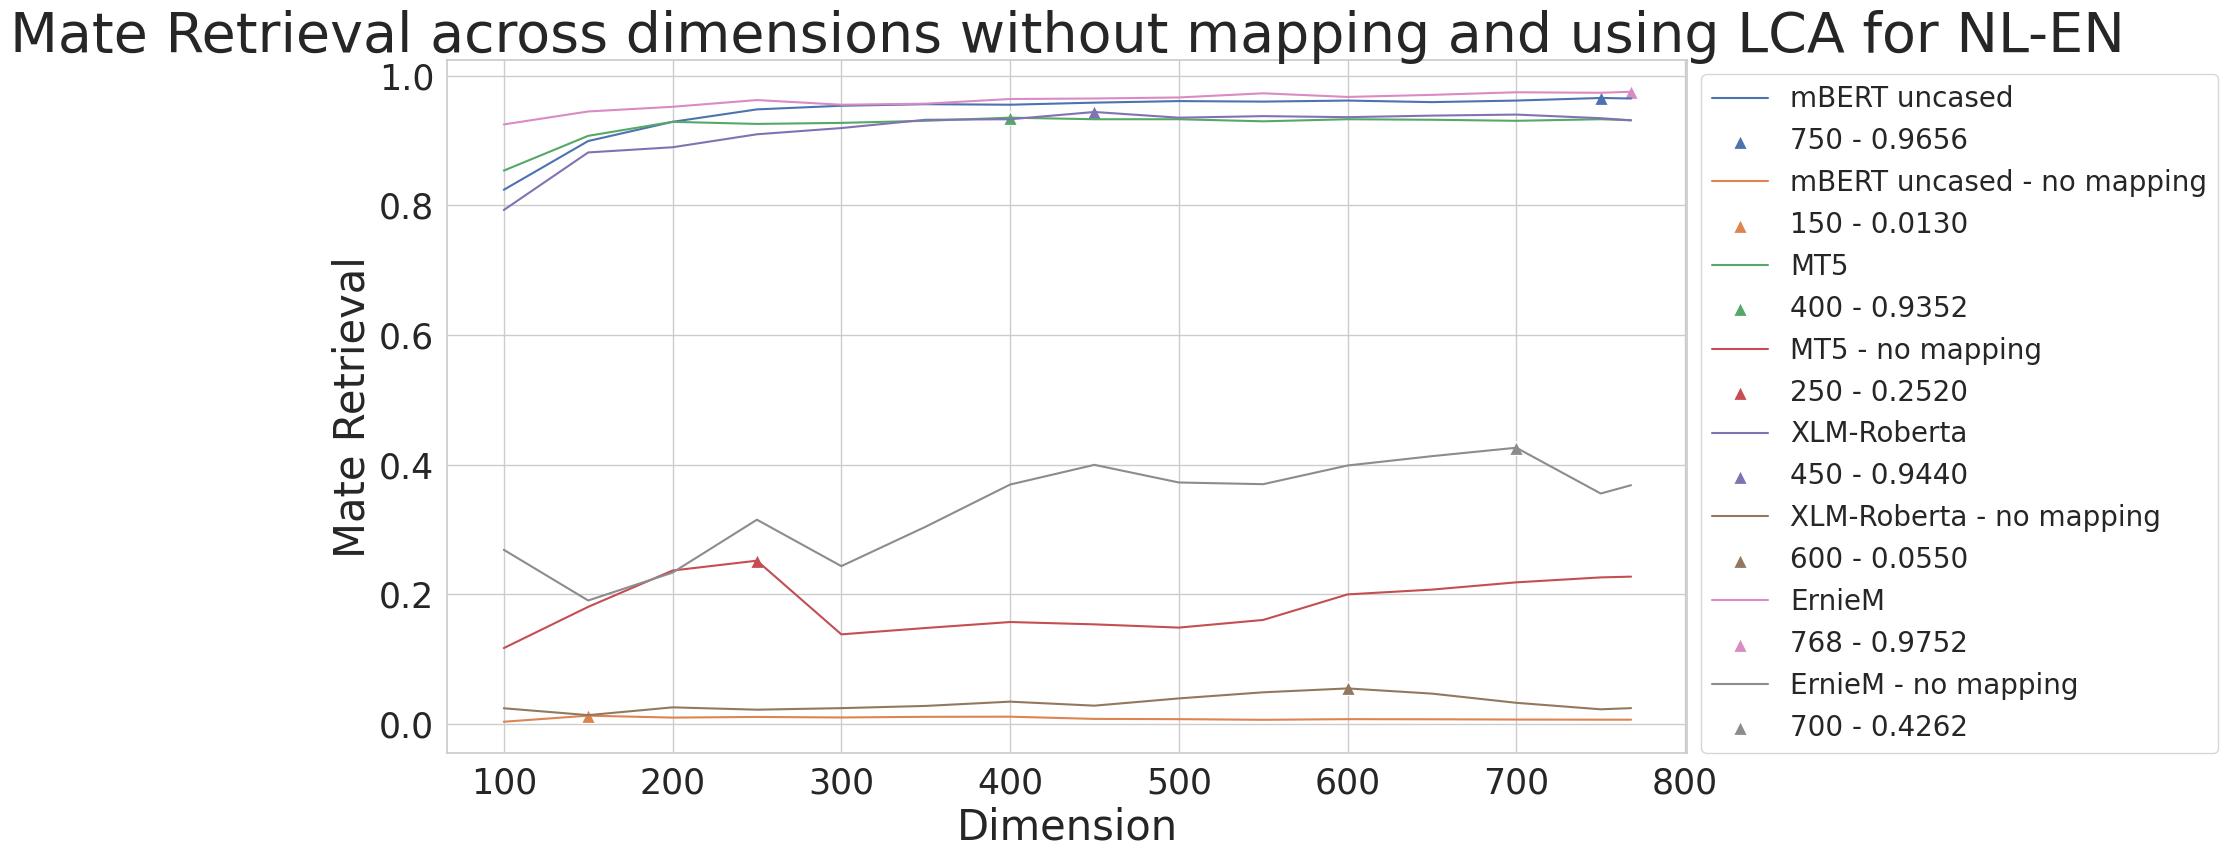 Mate Retrieval across dimensions without mapping and using LCA for NL-EN
Mate Retrieval
1.0
0.8
0.6
0.4
0.2
0.0
100 200 300 400 500 600 700 800
Dimension
mBERT uncased
750 - 0.9656
mBERT uncased - no mapping
150 - 0.0130
MT5
400 - 0.9352
MT5 - no mapping
250 - 0.2520
XLM-Roberta
450 - 0.9440
XLM-Roberta - no mapping
600 - 0.0550
ErnieM
768 - 0.9752
ErnieM - no mapping
700 - 0.4262